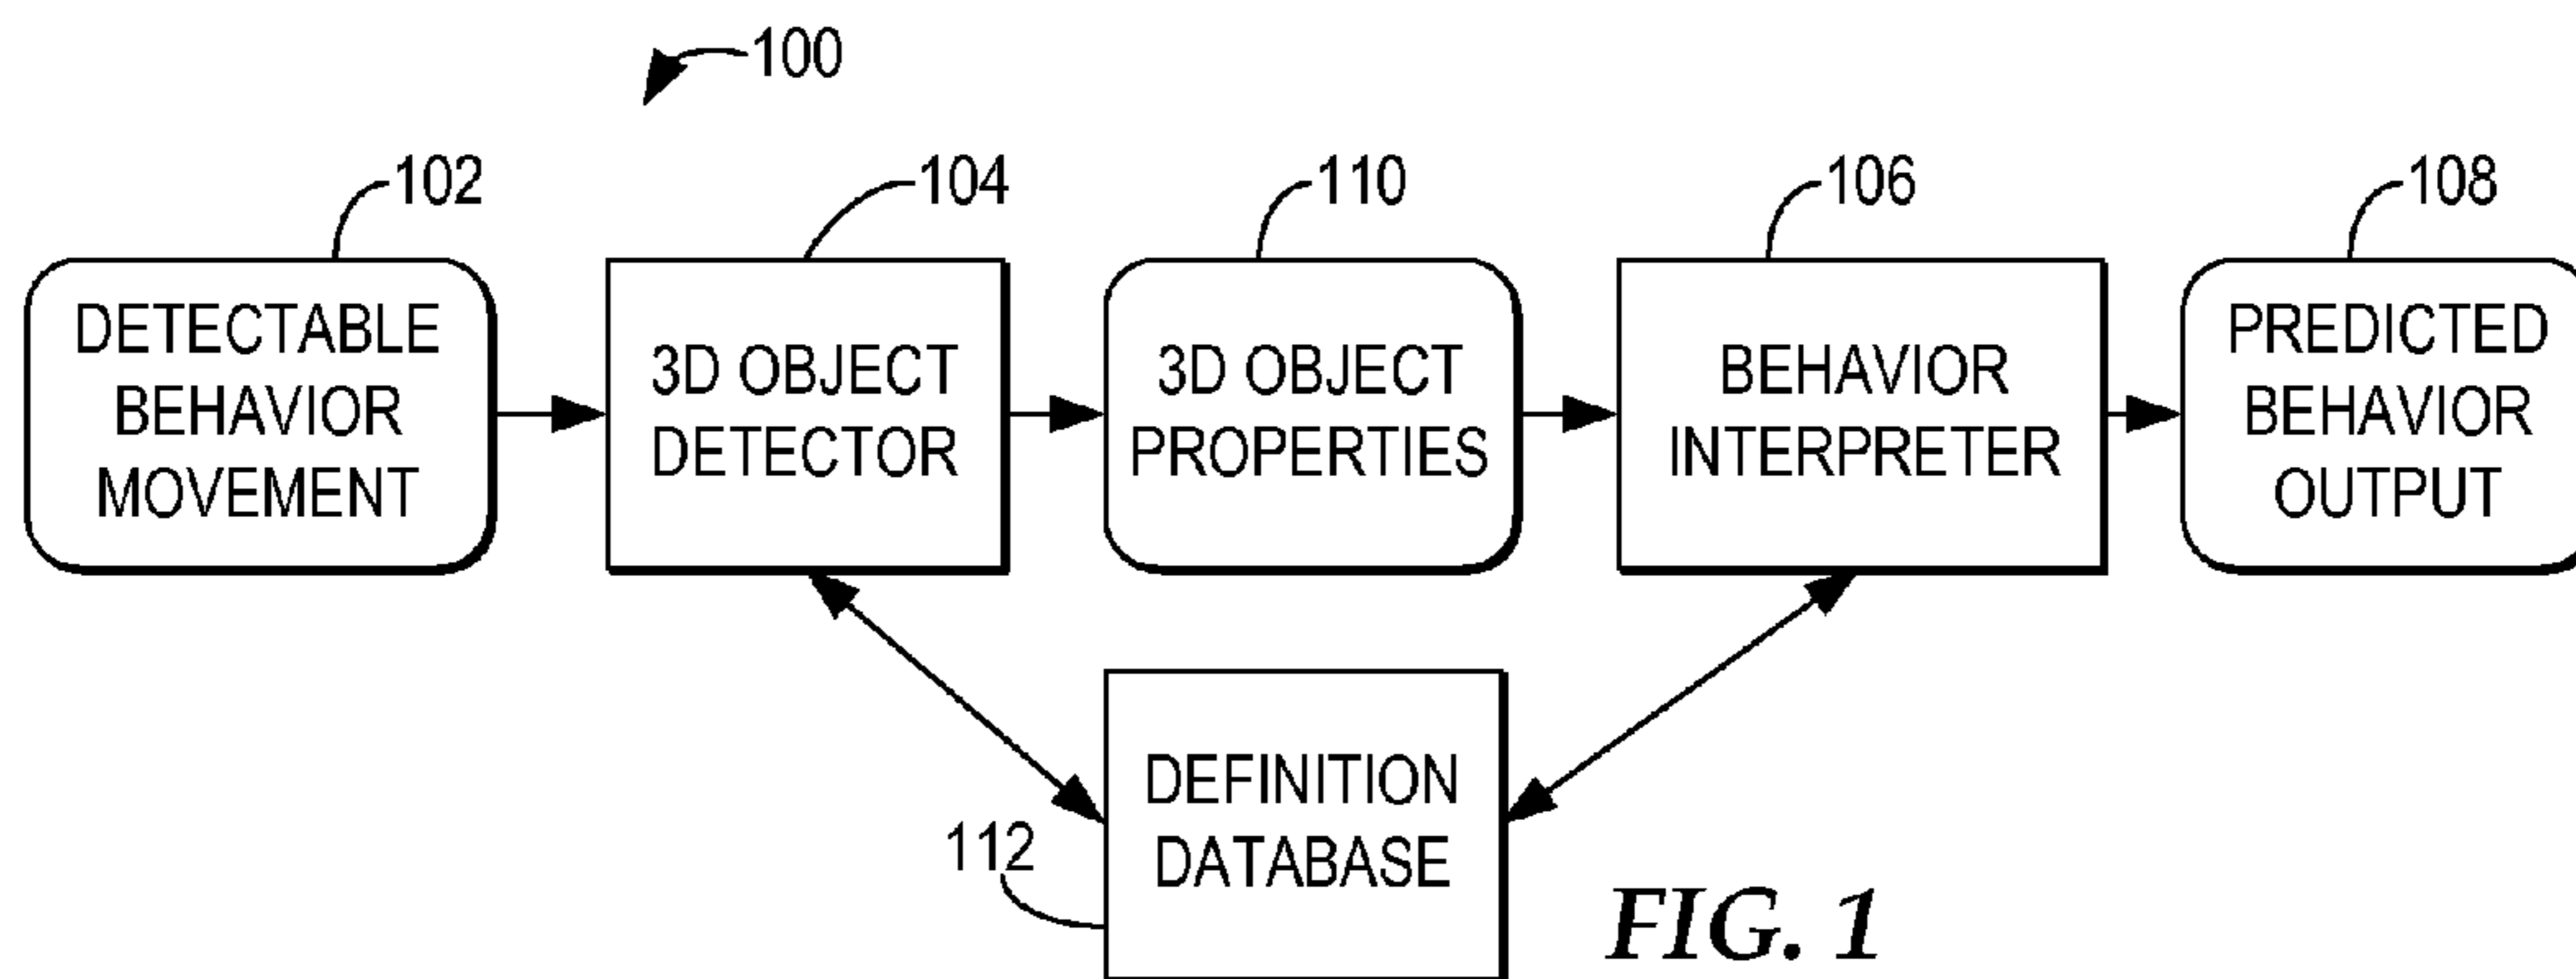 100
102
104
110
106
108
DETECTABLE
BEHAVIOR
MOVEMENT
3D OBJECT
DETECTOR
3D OBJECT
PROPERTIES
BEHAVIOR
INTERPRETER
PREDICTED
BEHAVIOR
OUTPUT
112
DEFINITION
DATABASE
FIG. 1